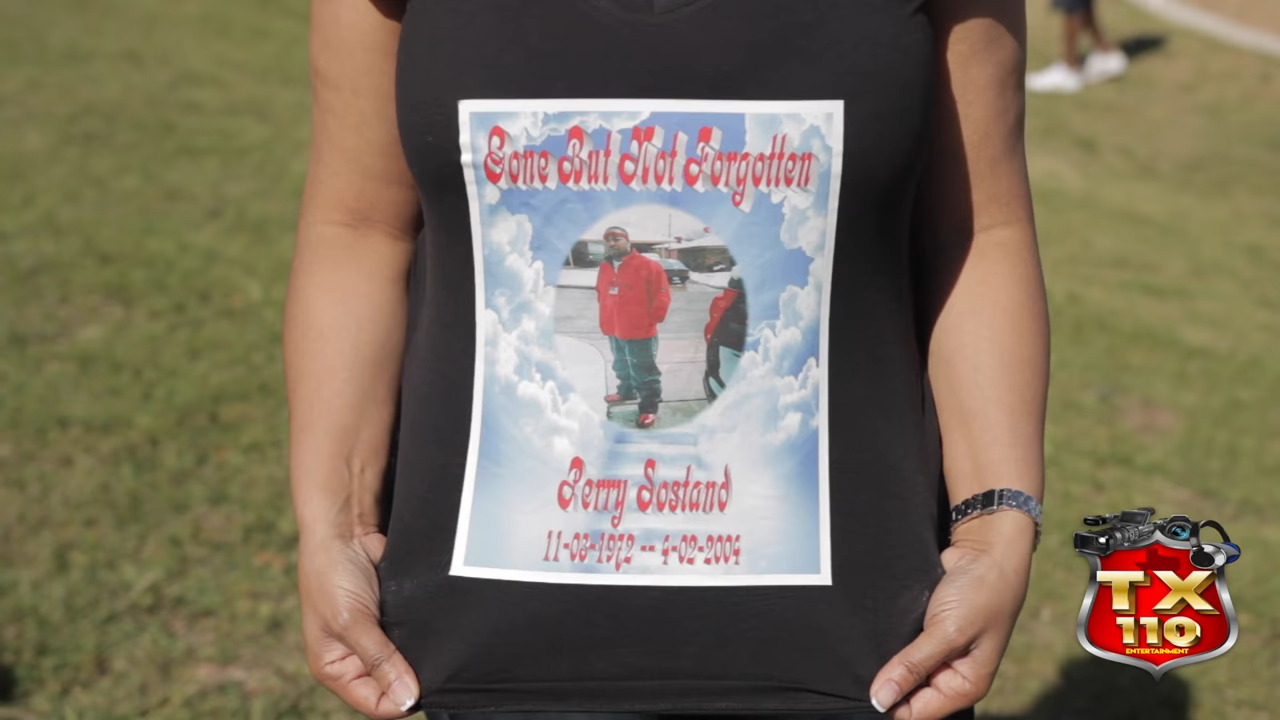 Gone But Not Forgotten
Perry Sostand
11-03-1972 -- 4-02-2004
TX
110
ENTERTAINMENT